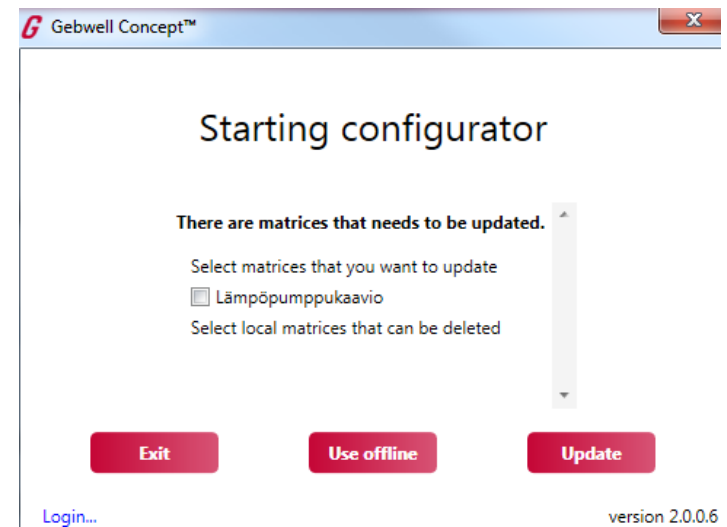 G Gebwell Concept™
Starting configurator
There are matrices that needs to be updated.
Select matrices that you want to update
Lämpöpumppukaavio
Select local matrices that can be deleted
Exit Use offline Update
Login... version 2.0.0.6